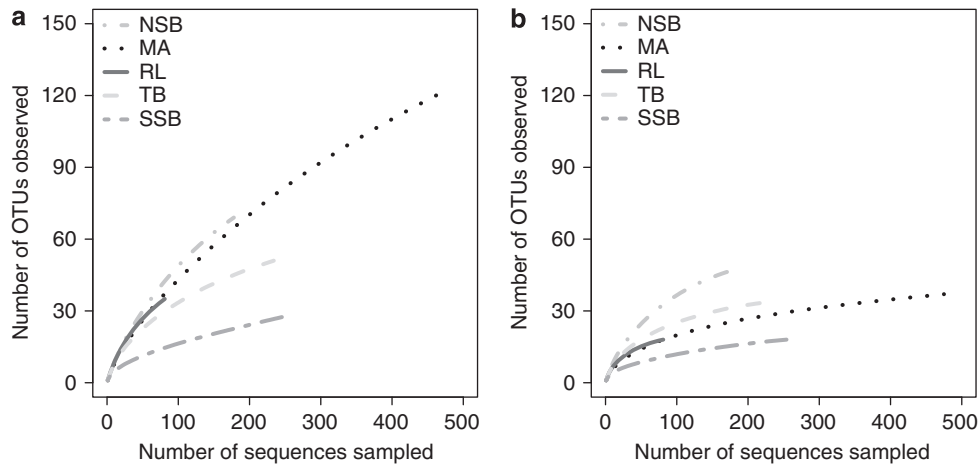 a
150
120
90
60
30
0
NSB
MA
RL
TB
SSB
Number of OTUs observed
0 100 200 300 400 500
Number of sequences sampled
b
150
120
90
60
30
0
NSB
MA
RL
TB
SSB
Number of OTUs observed
0 100 200 300 400 500
Number of sequences sampled